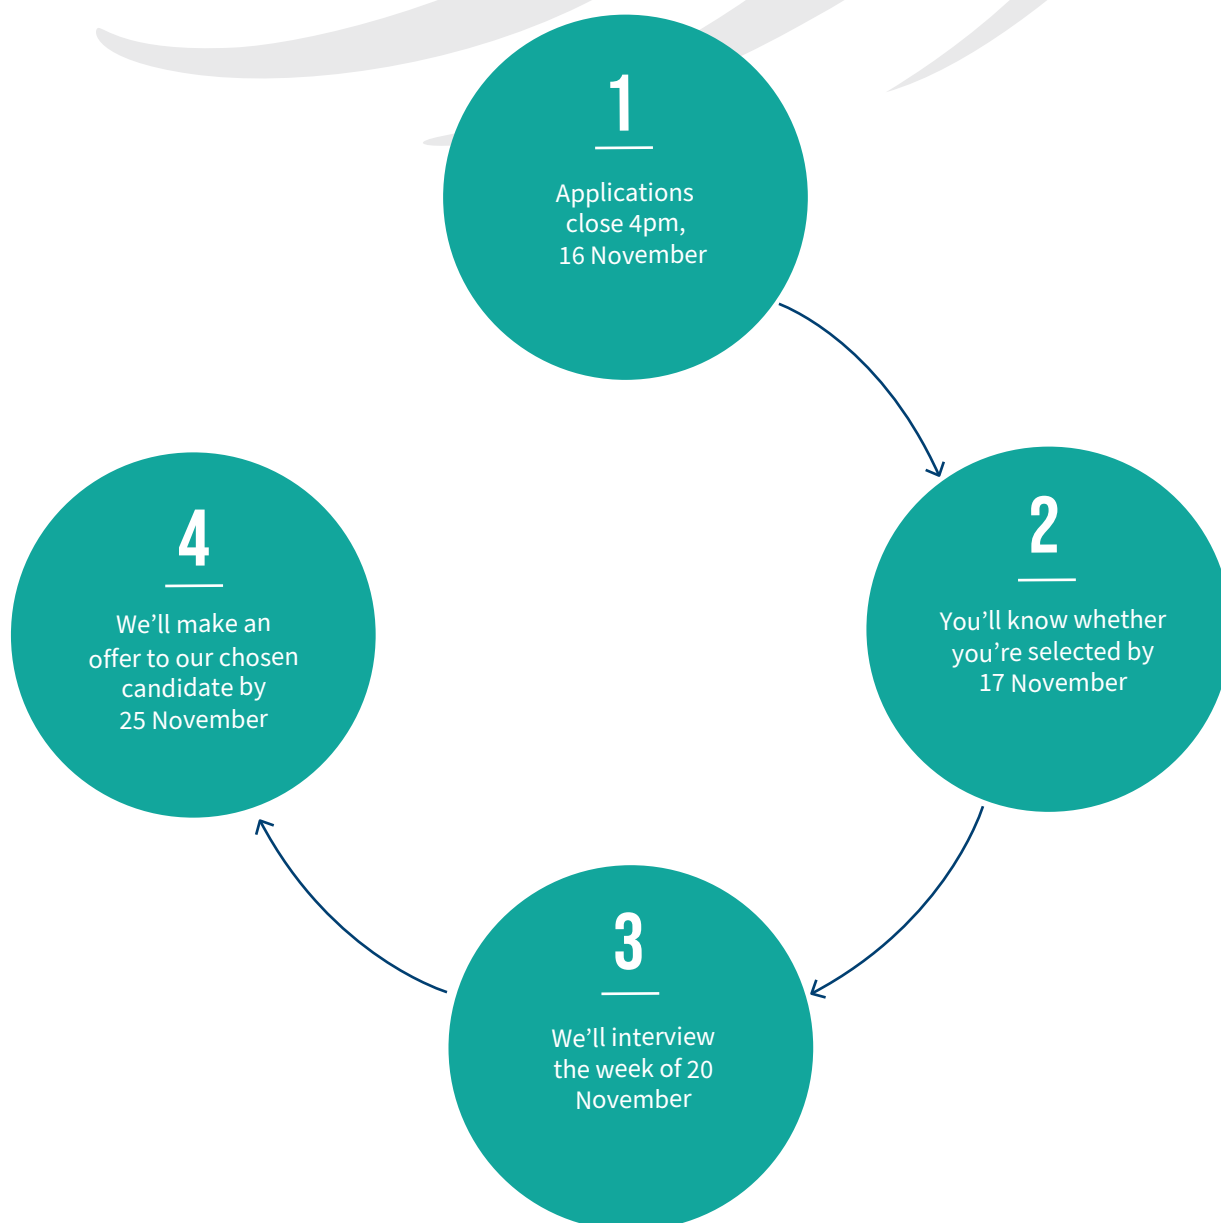 1
Applications
close 4pm,
16 November
2
You’ll know whether
you’re selected by
17 November
3
We’ll interview
the week of 20
November
4
We’ll make an
offer to our chosen
candidate by
25 November